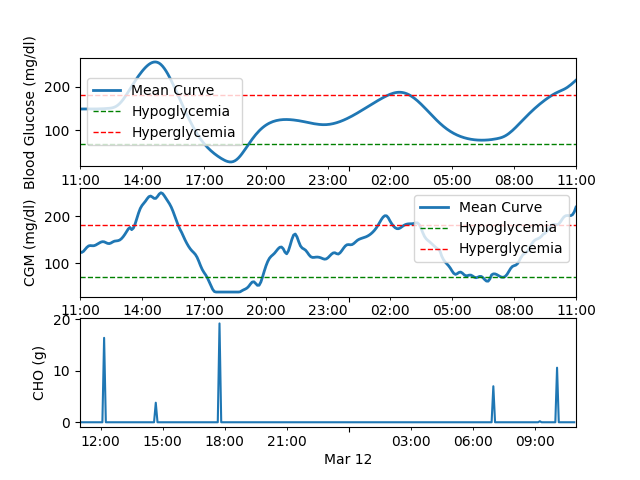 Blood Glucose (mg/dl)
200
100
Mean Curve
Hypoglycemia
Hyperglycemia
11:00 14:00 17:00 20:00 23:00 02:00 05:00 08:00 11:00
CGM (mg/dl)
200
100
Mean Curve
Hypoglycemia
Hyperglycemia
11:00 14:00 17:00 20:00 23:00 02:00 05:00 08:00 11:00
CHO (g)
20
10
0
12:00 15:00 18:00 21:00 03:00 06:00 09:00
Mar 12